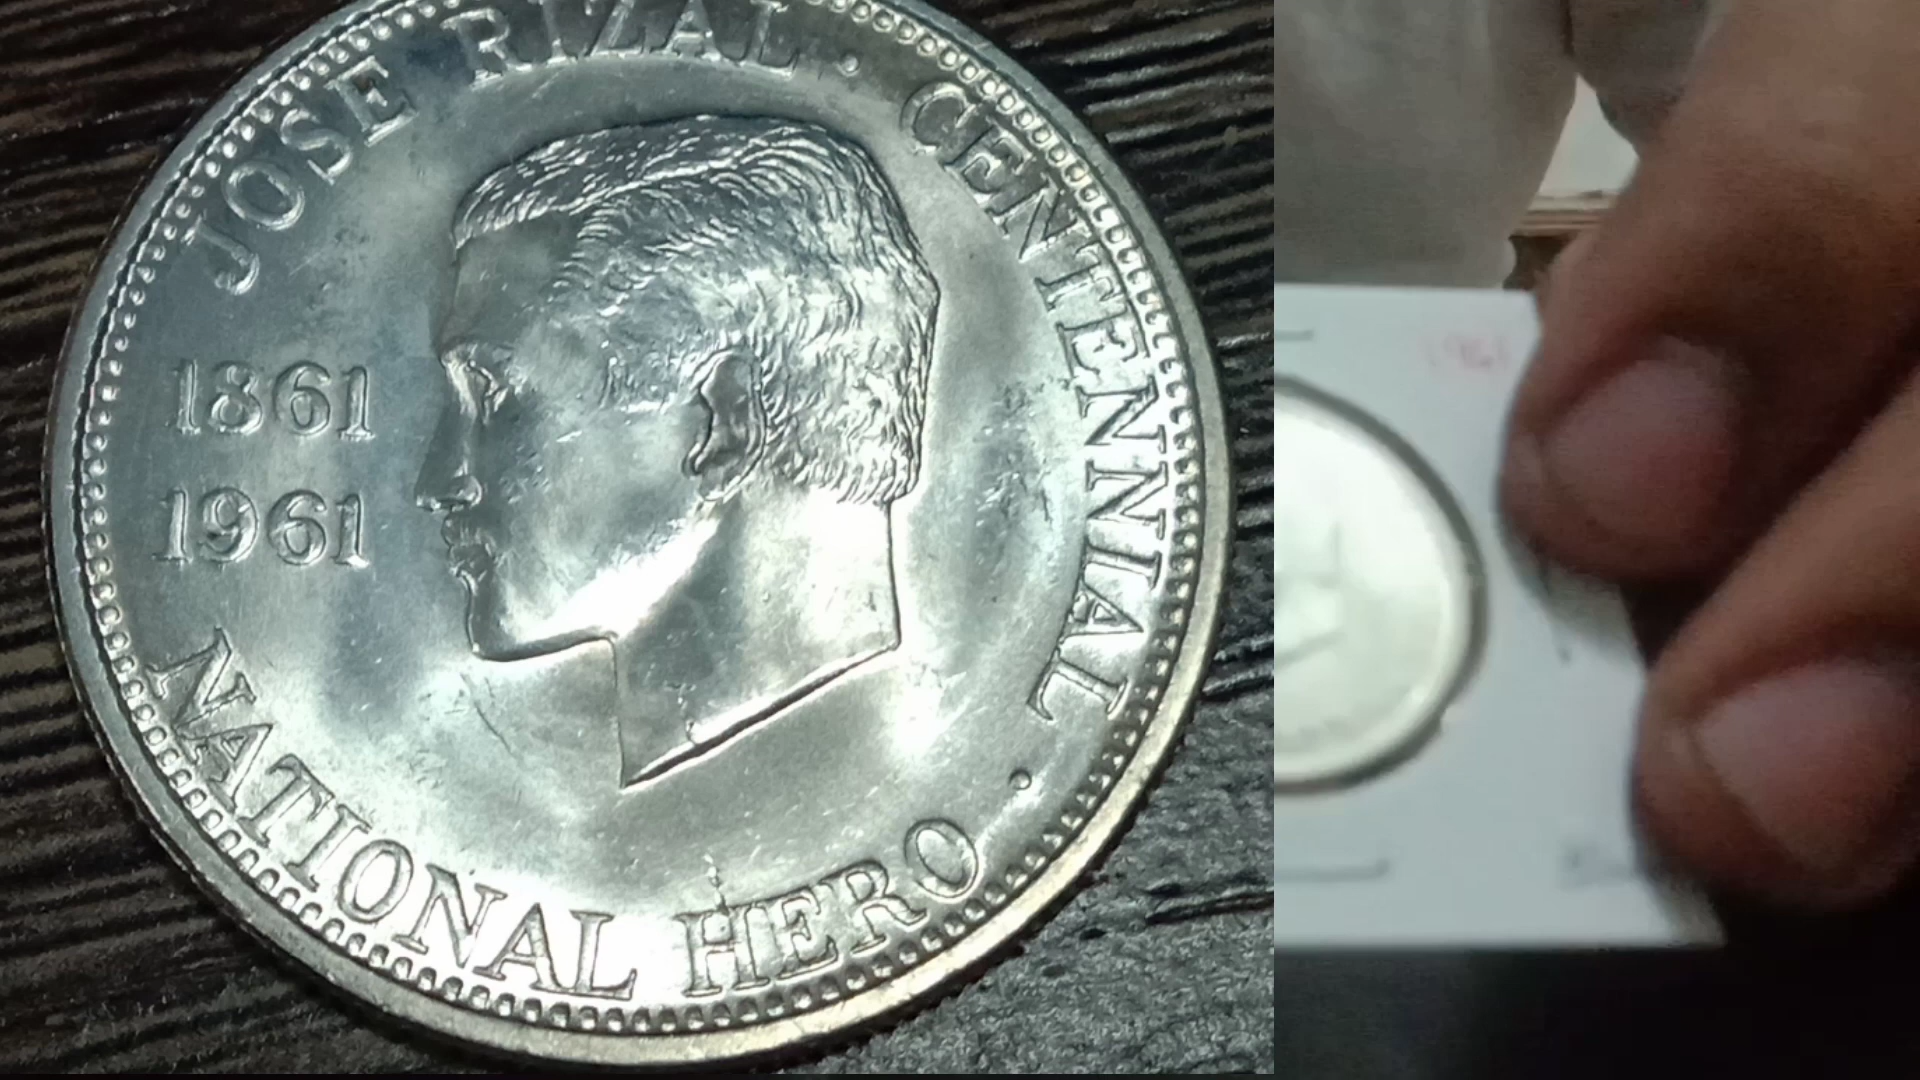 JOSE RIZAL · CENTENNIAL ·
1861
1961
NATIONAL HERO